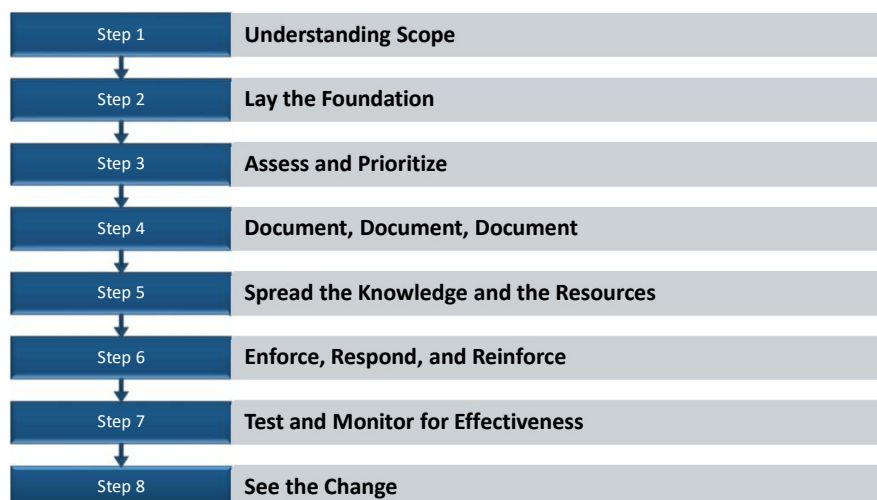 Step 1 Understanding Scope
Step 2 Lay the Foundation
Step 3 Assess and Prioritize
Step 4 Document, Document, Document
Step 5 Spread the Knowledge and the Resources
Step 6 Enforce, Respond, and Reinforce
Step 7 Test and Monitor for Effectiveness
Step 8 See the Change